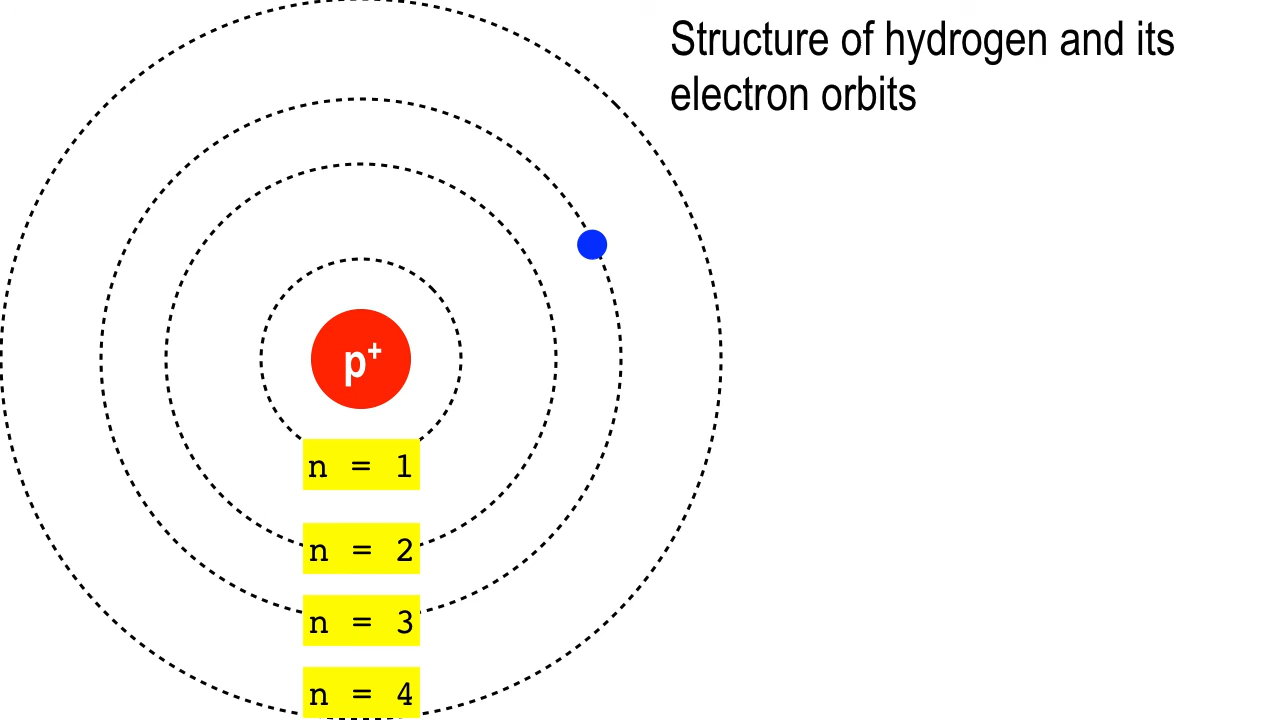 Structure of hydrogen and its
electron orbits
p⁺
n = 1
n = 2
n = 3
n = 4